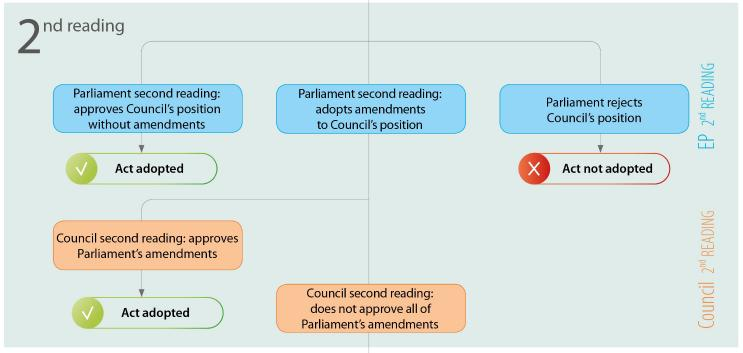 2nd reading
Parliament second reading:
approves Council's position
without amendments
Parliament second reading:
adopts amendments
to Council's position
Parliament rejects
Council's position
EP 2nd READING
Act adopted
Act not adopted
Council second reading: approves
Parliament's amendments
Act adopted
Council second reading:
does not approve all of
Parliament's amendments
Council 2nd READING